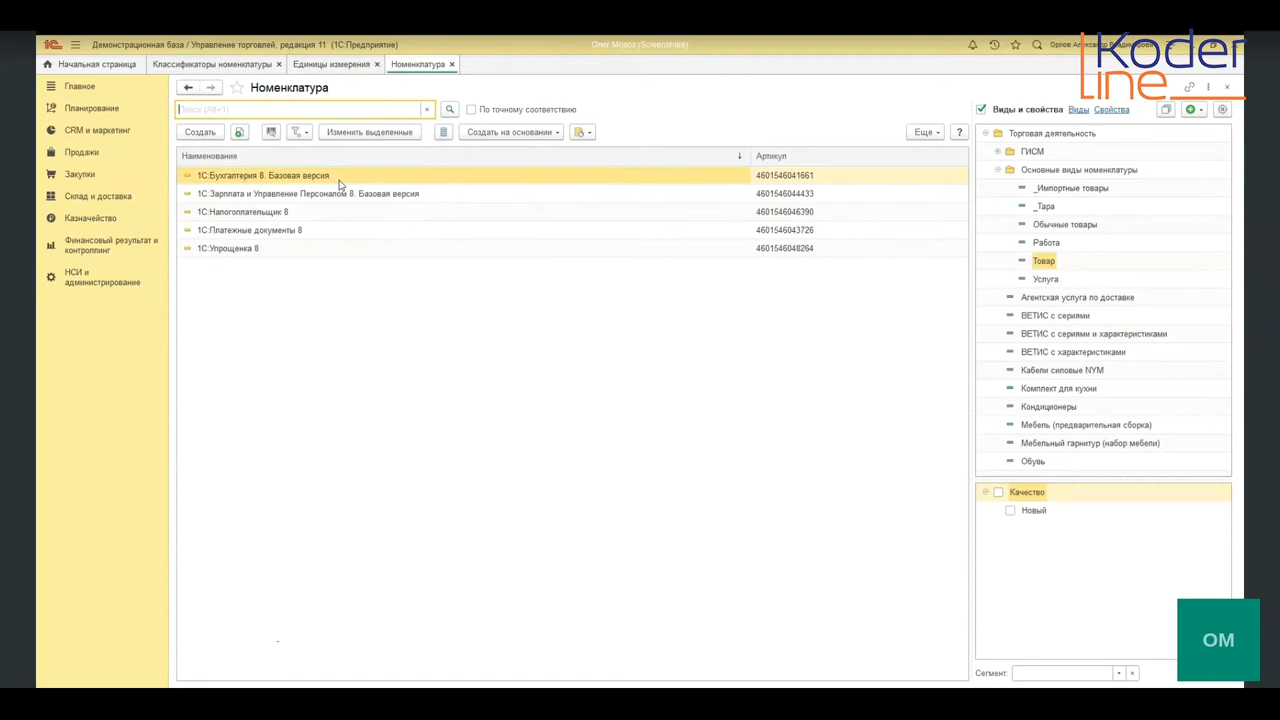 Демонстрационная база / Управление торговлей, редакция 11 (1С:Предприятие)
Олег Мороз (Screenshare)
Орлов Александр Владимирович
Koder
line
Начальная страница
Классификаторы номенклатуры ×
Единицы измерения ×
Номенклатура ×
Главное
Планирование
CRM и маркетинг
Продажи
Закупки
Склад и доставка
Казначейство
Финансовый результат и
контроллинг
НСИ и
администрирование
Номенклатура
Поиск (Alt+1)
По точному соответствию
Создать
Изменить выделенные
Создать на основании
Еще
?
Наименование
Артикул
1С:Бухгалтерия 8. Базовая версия
4601546041661
1С:Зарплата и Управление Персоналом 8. Базовая версия
4601546044433
1С:Налогоплательщик 8
4601546046390
1С:Платежные документы 8
4601546043726
1С:Упрощенка 8
4601546048264
Виды и свойства
Виды
Свойства
Торговая деятельность
ГИСМ
Основные виды номенклатуры
_Импортные товары
_Тара
Обычные товары
Работа
Товар
Услуга
Агентская услуга по доставке
ВЕТИС с сериями
ВЕТИС с сериями и характеристиками
ВЕТИС с характеристиками
Кабели силовые NYM
Комплект для кухни
Кондиционеры
Мебель (предварительная сборка)
Мебельный гарнитур (набор мебели)
Обувь
Качество
Новый
Сегмент:
ОМ